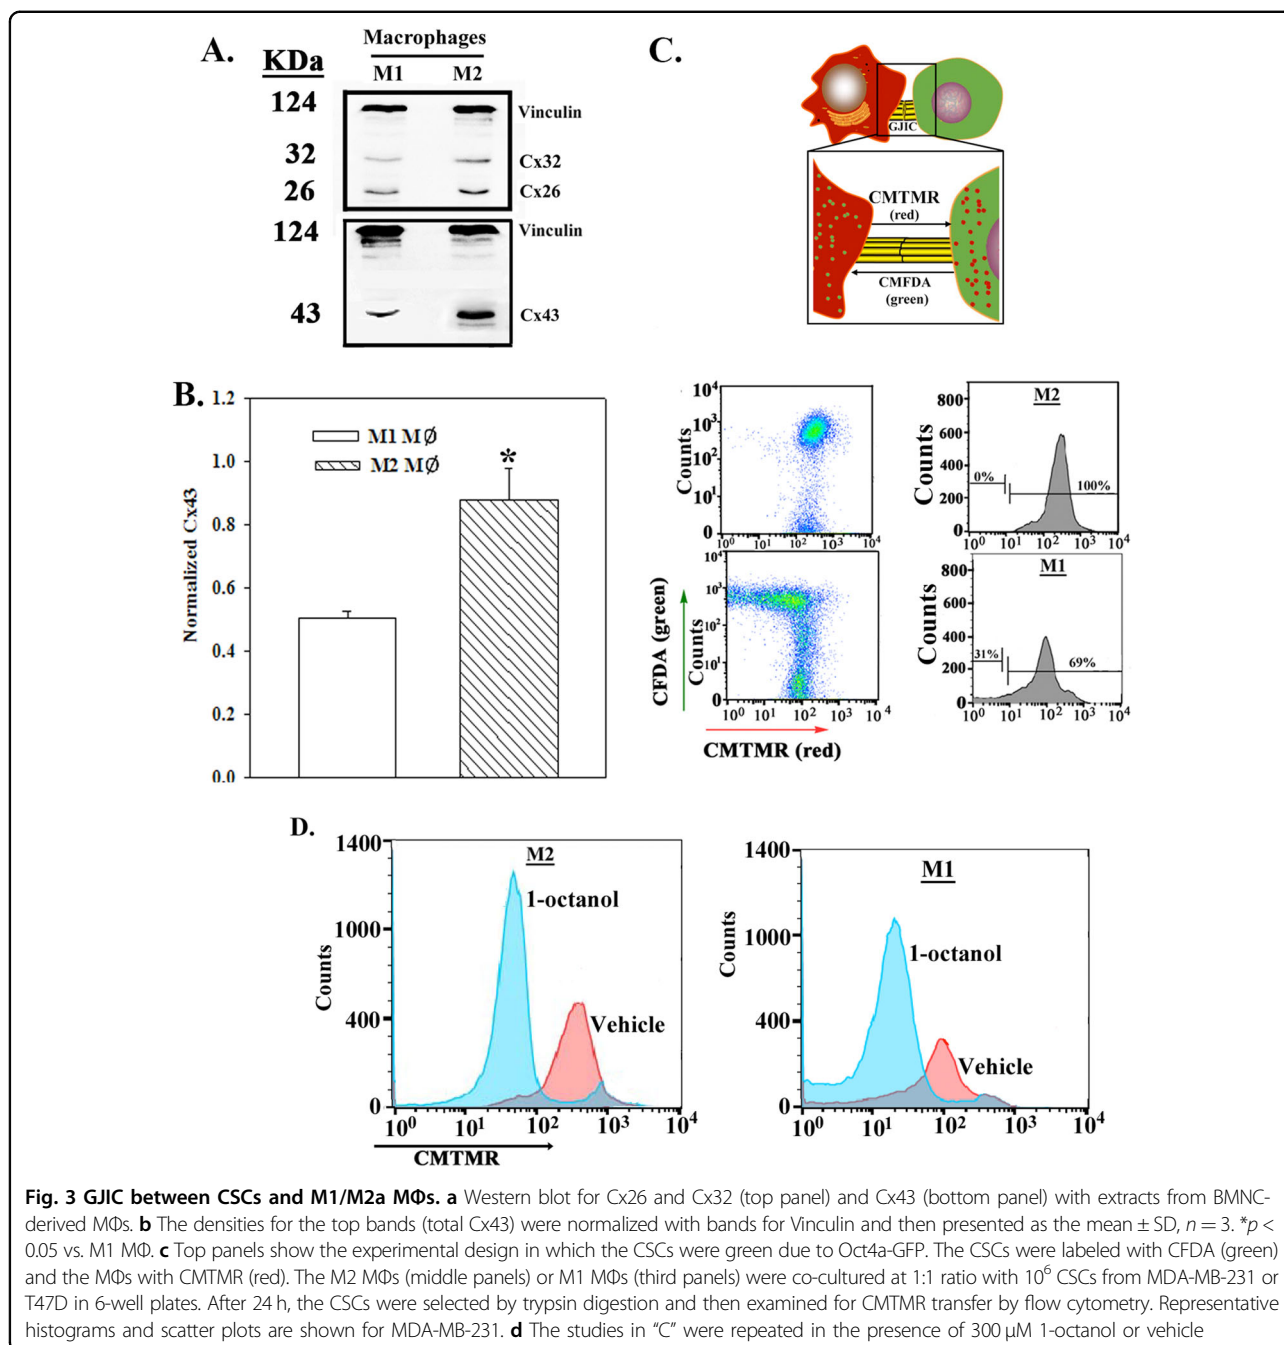 A.
Macrophages
KDa
M1 M2
124 Vinculin
32 Cx32
26 Cx26
124 Vinculin
43 Cx43
C.
GJIC
CMTMR
(red)
CMFDA
(green)
B.
Normalized Cx43
1.2
1.0
0.8
0.6
0.4
0.2
0.0
M1 MØ
M2 MØ
*
Counts
10⁴
10³
10²
10¹
0
10⁰ 10¹ 10² 10³ 10⁴
M2
Counts
800
600
400
200
0
0% 100%
10⁰ 10¹ 10² 10³ 10⁴
CFDA (green)
Counts
10⁴
10³
10²
10¹
0
10⁰ 10¹ 10² 10³ 10⁴
CMTMR (red)
M1
Counts
800
600
400
200
0
31% 69%
10⁰ 10¹ 10² 10³ 10⁴
D.
Counts
1400
1000
400
0
M2
1-octanol
Vehicle
10⁰ 10¹ 10² 10³ 10⁴
CMTMR
Counts
1400
1000
400
0
M1
1-octanol
Vehicle
10⁰ 10¹ 10² 10³ 10⁴
Fig. 3 GJIC between CSCs and M1/M2a MΦs. a Western blot for Cx26 and Cx32 (top panel) and Cx43 (bottom panel) with extracts from BMNC-
derived MΦs. b The densities for the top bands (total Cx43) were normalized with bands for Vinculin and then presented as the mean ± SD, n = 3. *p <
0.05 vs. M1 MΦ. c Top panels show the experimental design in which the CSCs were green due to Oct4a-GFP. The CSCs were labeled with CFDA (green)
and the MΦs with CMTMR (red). The M2 MΦs (middle panels) or M1 MΦs (third panels) were co-cultured at 1:1 ratio with 10⁶ CSCs from MDA-MB-231 or
T47D in 6-well plates. After 24 h, the CSCs were selected by trypsin digestion and then examined for CMTMR transfer by flow cytometry. Representative
histograms and scatter plots are shown for MDA-MB-231. d The studies in “C” were repeated in the presence of 300 μM 1-octanol or vehicle